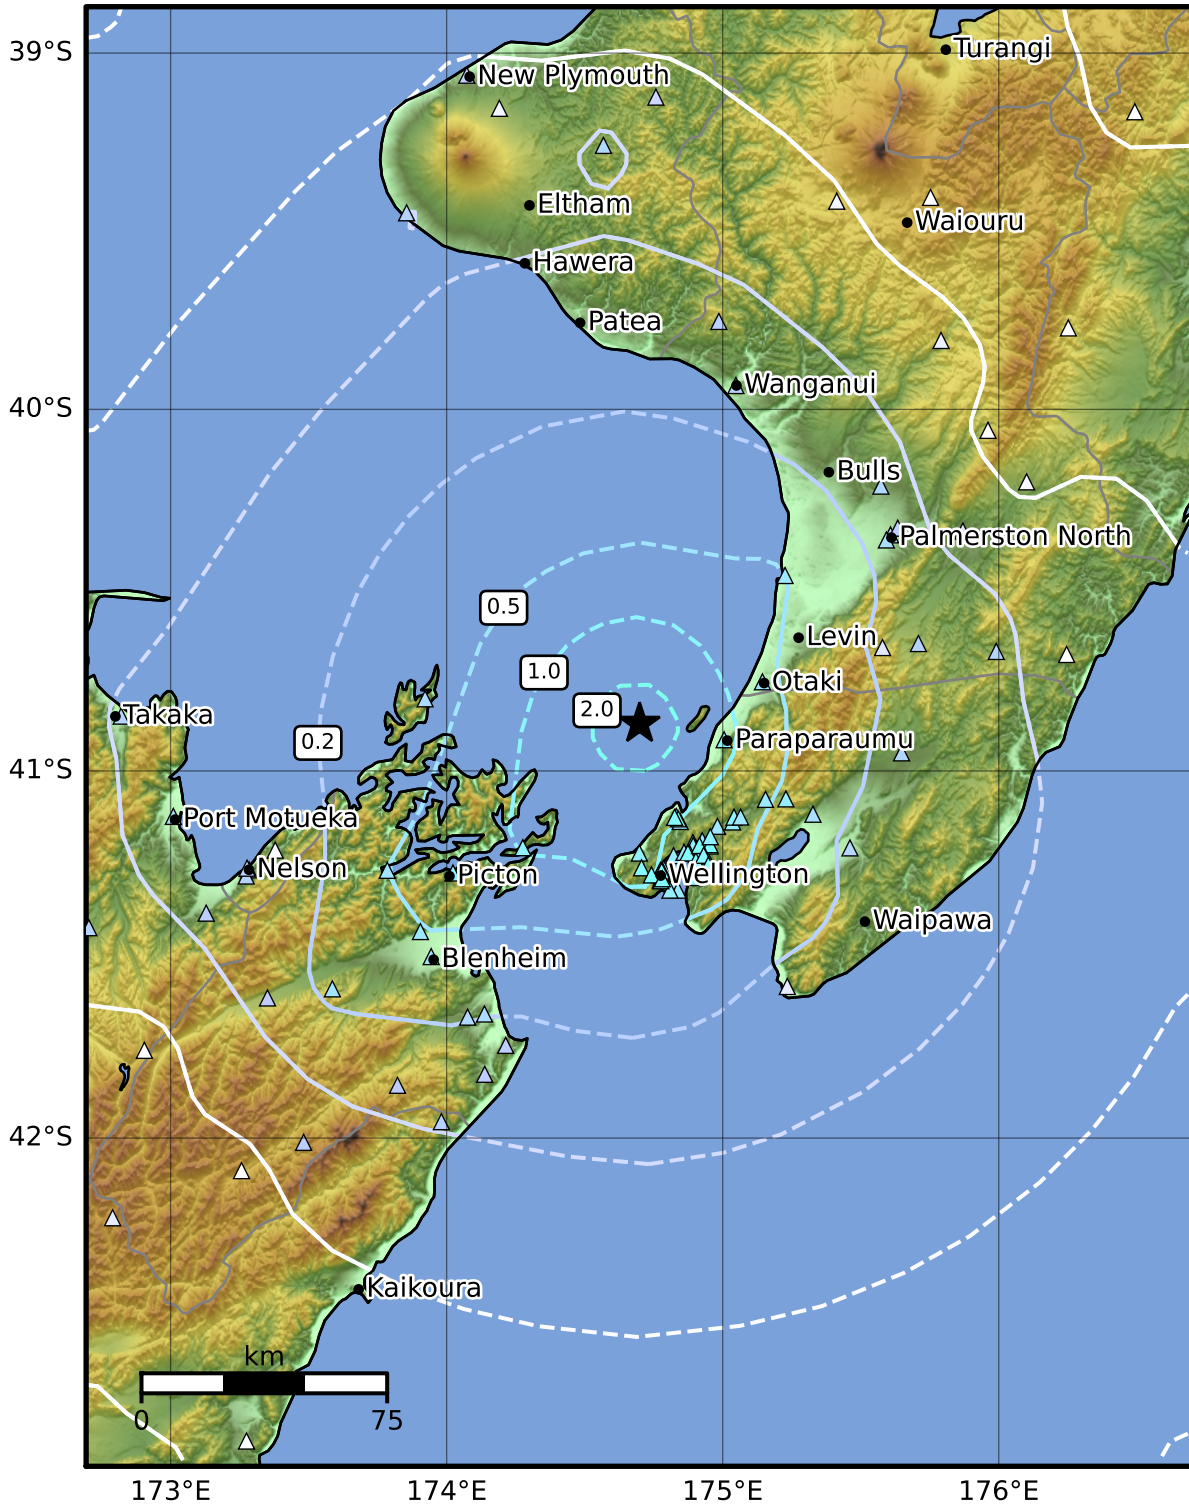 39°S
Turangi
New Plymouth
Eltham
Waiouru
Hawera
Patea
Wanganui
40°S
Bulls
Palmerston North
0.5
Levin
1.0
Otaki
2.0
Takaka
0.2
Paraparaumu
41°S
Port Motueka
Nelson
Picton
Wellington
Waipawa
Blenheim
42°S
Kaikoura
km
0
75
173°E
174°E
175°E
176°E